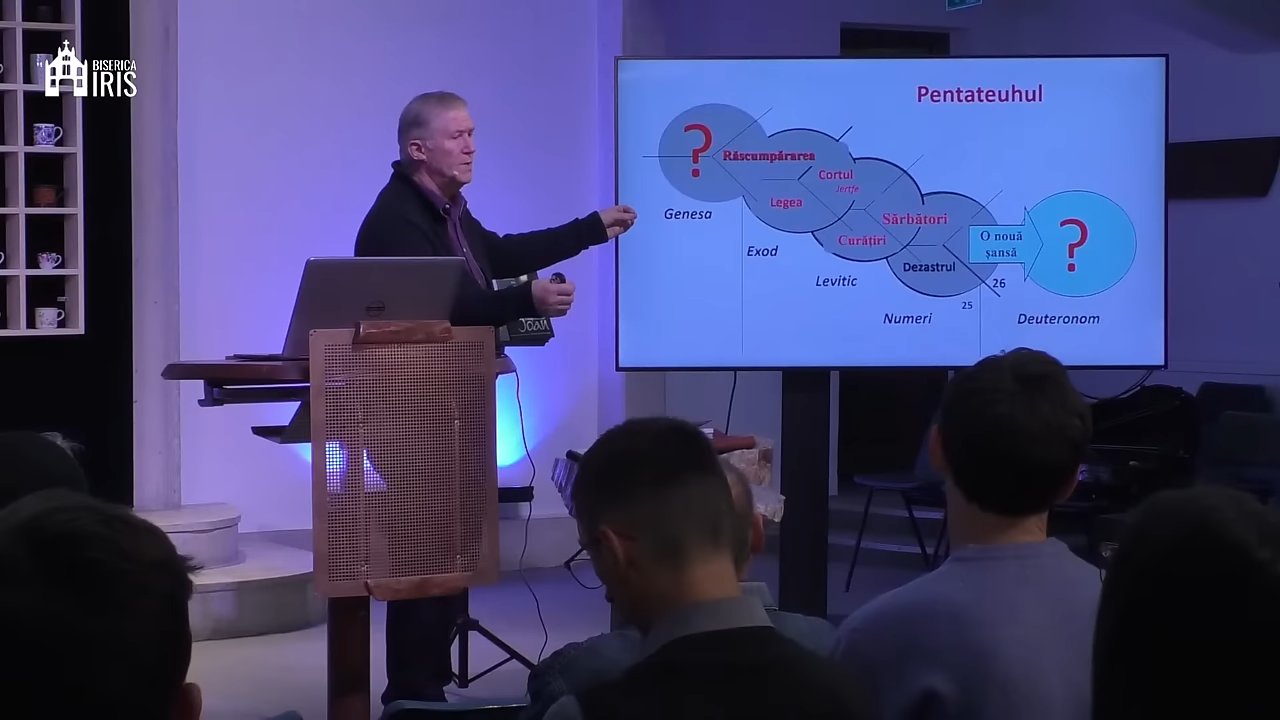 BISERICA
IRIS
Pentateuhul
?
Răscumpărarea
Cortul
Jertfe
Legea
Genesa
Sărbători
Curățiri
O nouă
șansă
?
Exod
Dezastrul
Levitic
26
25
Numeri
Deuteronom
Joan